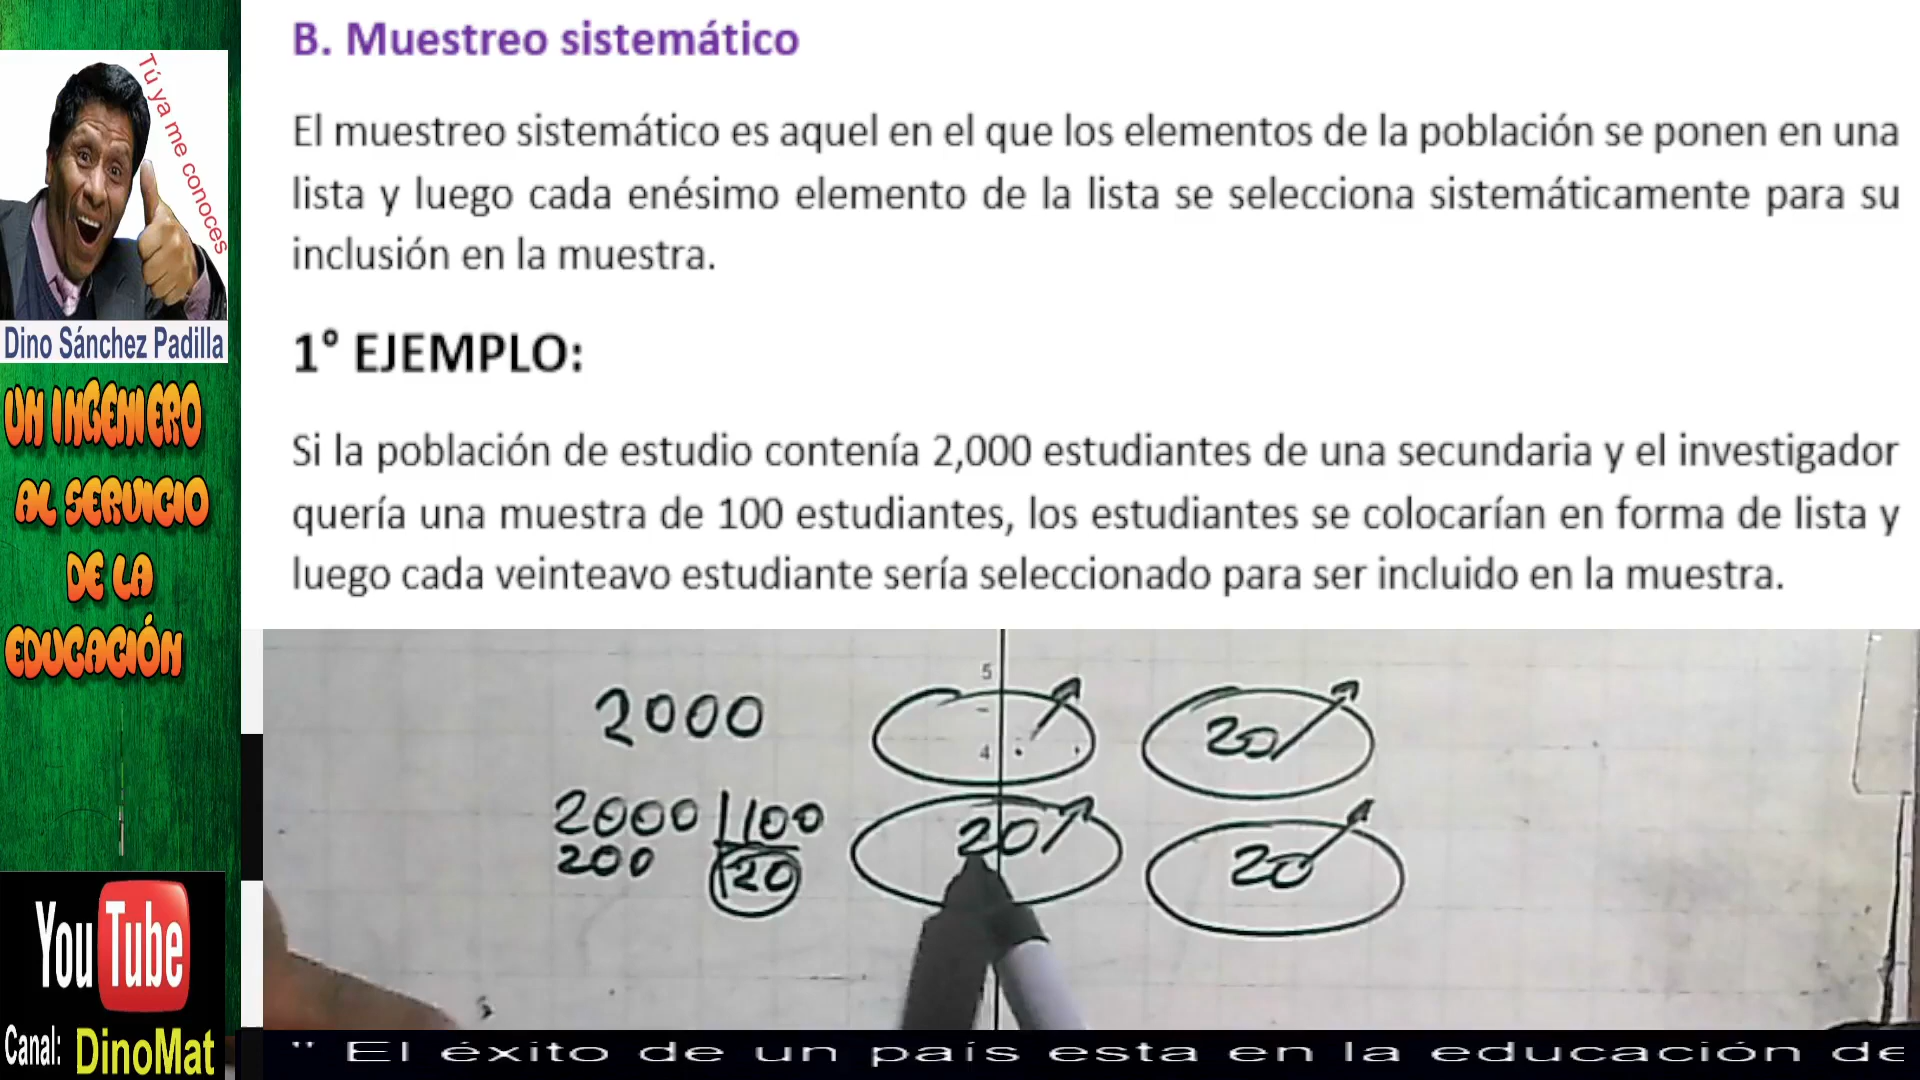 Tú ya me conoces
Dino Sánchez Padilla
UN INGENIERO
AL SERVICIO
DE LA
EDUCACIÓN
You Tube
Canal: DinoMat
B. Muestreo sistemático
El muestreo sistemático es aquel en el que los elementos de la población se ponen en una
lista y luego cada enésimo elemento de la lista se selecciona sistemáticamente para su
inclusión en la muestra.
1° EJEMPLO:
Si la población de estudio contenía 2,000 estudiantes de una secundaria y el investigador
quería una muestra de 100 estudiantes, los estudiantes se colocarían en forma de lista y
luego cada veinteavo estudiante sería seleccionado para ser incluido en la muestra.
5
2000
4
20
2000 100
200 20
20
20
" El éxito de un país esta en la educación de